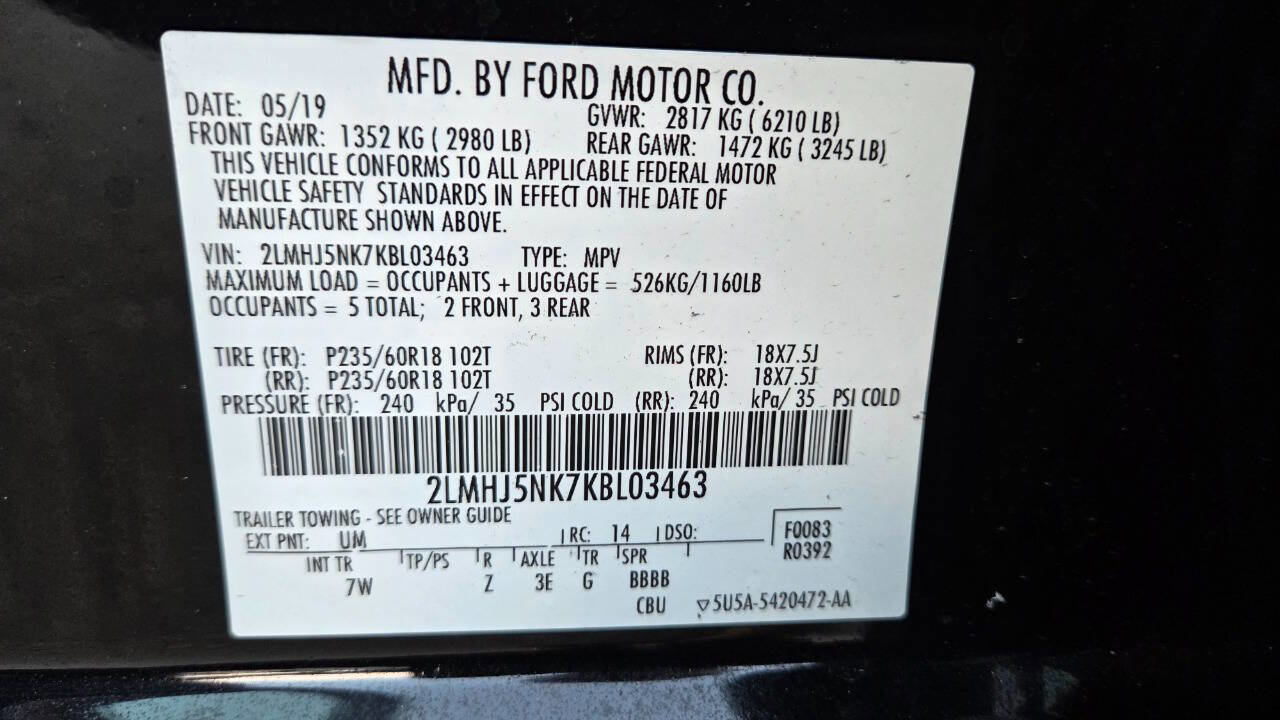 MFD. BY FORD MOTOR CO.
DATE: 05/19 GVWR: 2817 KG ( 6210 LB)
FRONT GAWR: 1352 KG ( 2980 LB) REAR GAWR: 1472 KG ( 3245 LB)
THIS VEHICLE CONFORMS TO ALL APPLICABLE FEDERAL MOTOR
VEHICLE SAFETY STANDARDS IN EFFECT ON THE DATE OF
MANUFACTURE SHOWN ABOVE.
VIN: 2LMHJ5NK7KBL03463 TYPE: MPV
MAXIMUM LOAD = OCCUPANTS + LUGGAGE = 526KG/1160LB
OCCUPANTS = 5 TOTAL; 2 FRONT, 3 REAR
TIRE (FR): P235/60R18 102T RIMS (FR): 18X7.5J
(RR): P235/60R18 102T (RR): 18X7.5J
PRESSURE (FR): 240 kPa/ 35 PSI COLD (RR): 240 kPa/ 35 PSI COLD
2LMHJ5NK7KBL03463
TRAILER TOWING - SEE OWNER GUIDE
EXT PNT: UM RC: 14 DSO: F0083
INT TR TP/PS R AXLE TR SPR R0392
7W Z 3E G BBBB
CBU ▽5U5A-5420472-AA